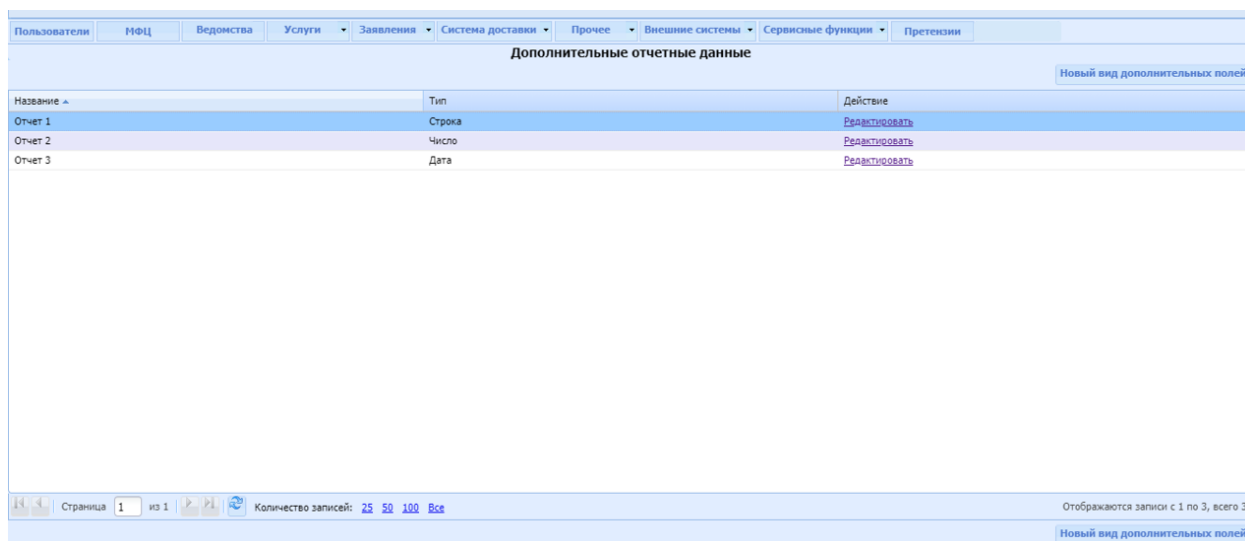 Пользователи МФЦ Ведомства Услуги Заявления Система доставки Прочее Внешние системы Сервисные функции Претензии
Дополнительные отчетные данные
Новый вид дополнительных полей
Название Тип Действие
Отчет 1 Строка Редактировать
Отчет 2 Число Редактировать
Отчет 3 Дата Редактировать
Страница 1 из 1 Количество записей: 25 50 100 Все Отображаются записи с 1 по 3, всего 3
Новый вид дополнительных полей